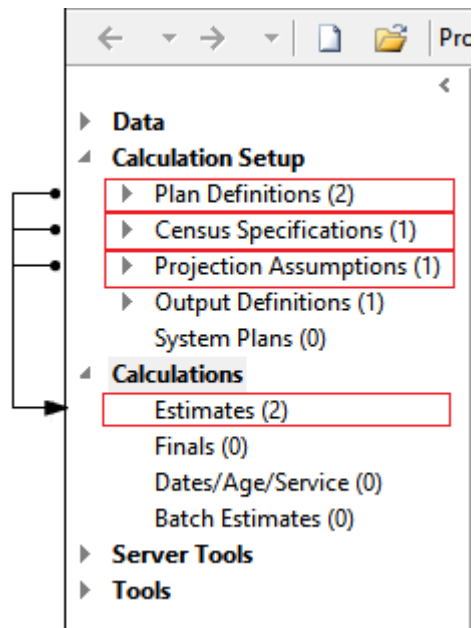 Pro
Data
Calculation Setup
Plan Definitions (2)
Census Specifications (1)
Projection Assumptions (1)
Output Definitions (1)
System Plans (0)
Calculations
Estimates (2)
Finals (0)
Dates/Age/Service (0)
Batch Estimates (0)
Server Tools
Tools